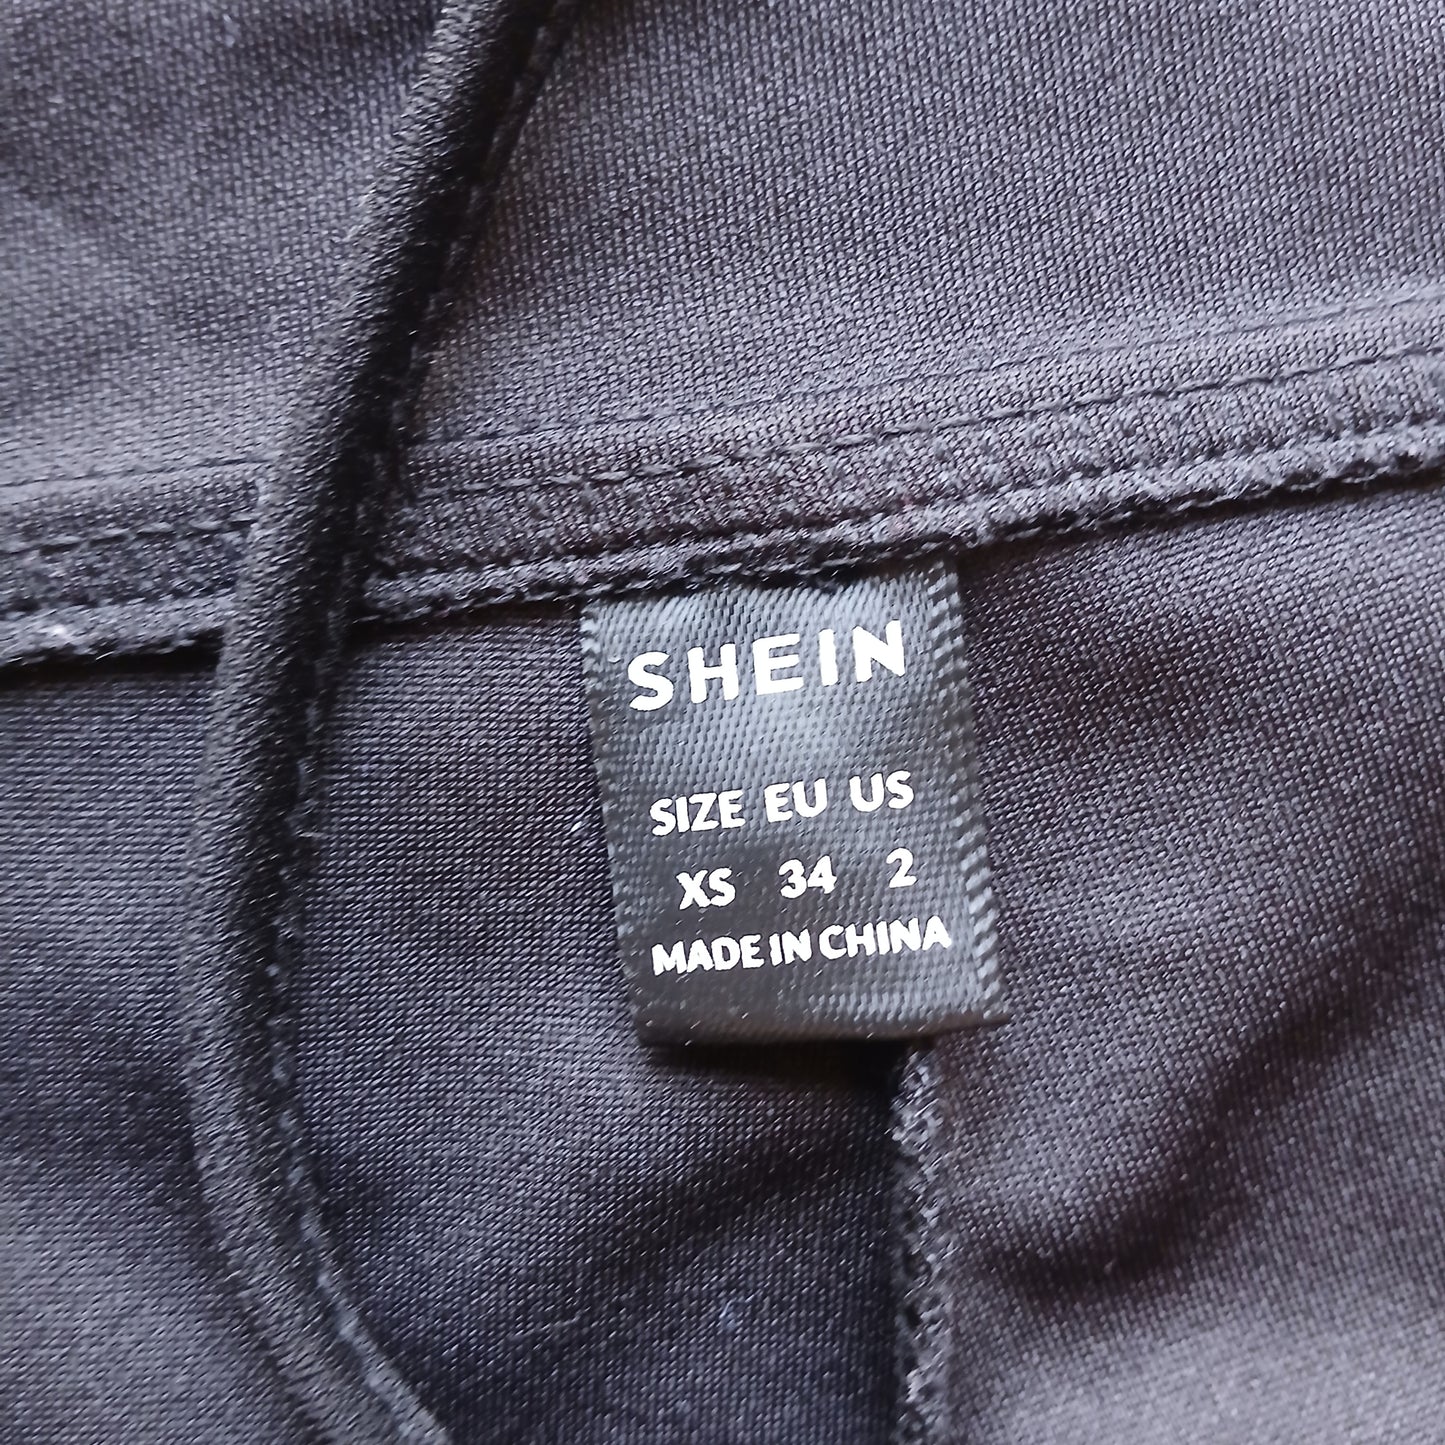 SHEIN
SIZE EU US
XS 34 2
MADE IN CHINA